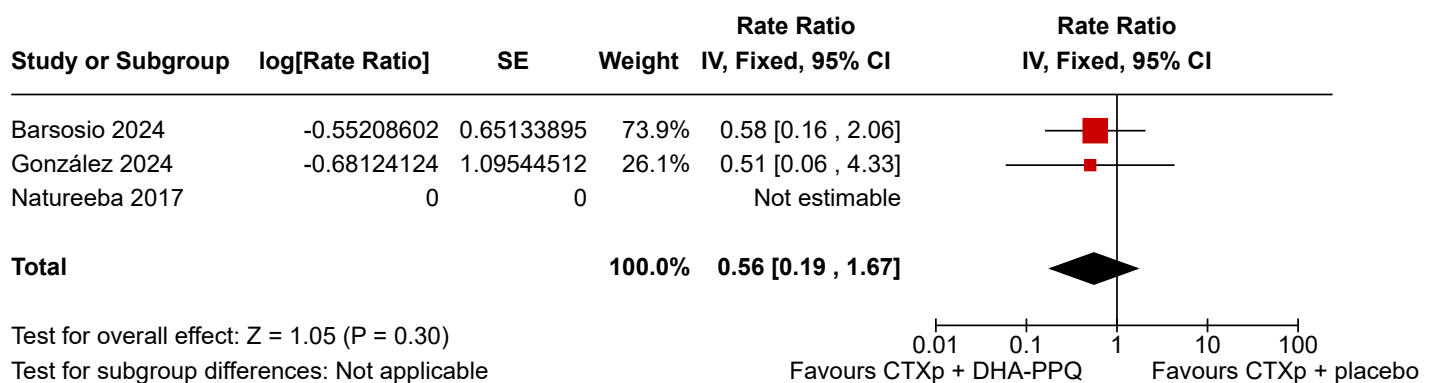 Rate Ratio Rate Ratio
Study or Subgroup log[Rate Ratio] SE Weight IV, Fixed, 95% CI IV, Fixed, 95% CI
Barsosio 2024 -0.55208602 0.65133895 73.9% 0.58 [0.16 , 2.06]
González 2024 -0.68124124 1.09544512 26.1% 0.51 [0.06 , 4.33]
Natureeba 2017 0 0 Not estimable
Total 100.0% 0.56 [0.19 , 1.67]
Test for overall effect: Z = 1.05 (P = 0.30)
0.01 0.1 1 10 100
Test for subgroup differences: Not applicable Favours CTXp + DHA-PPQ Favours CTXp + placebo